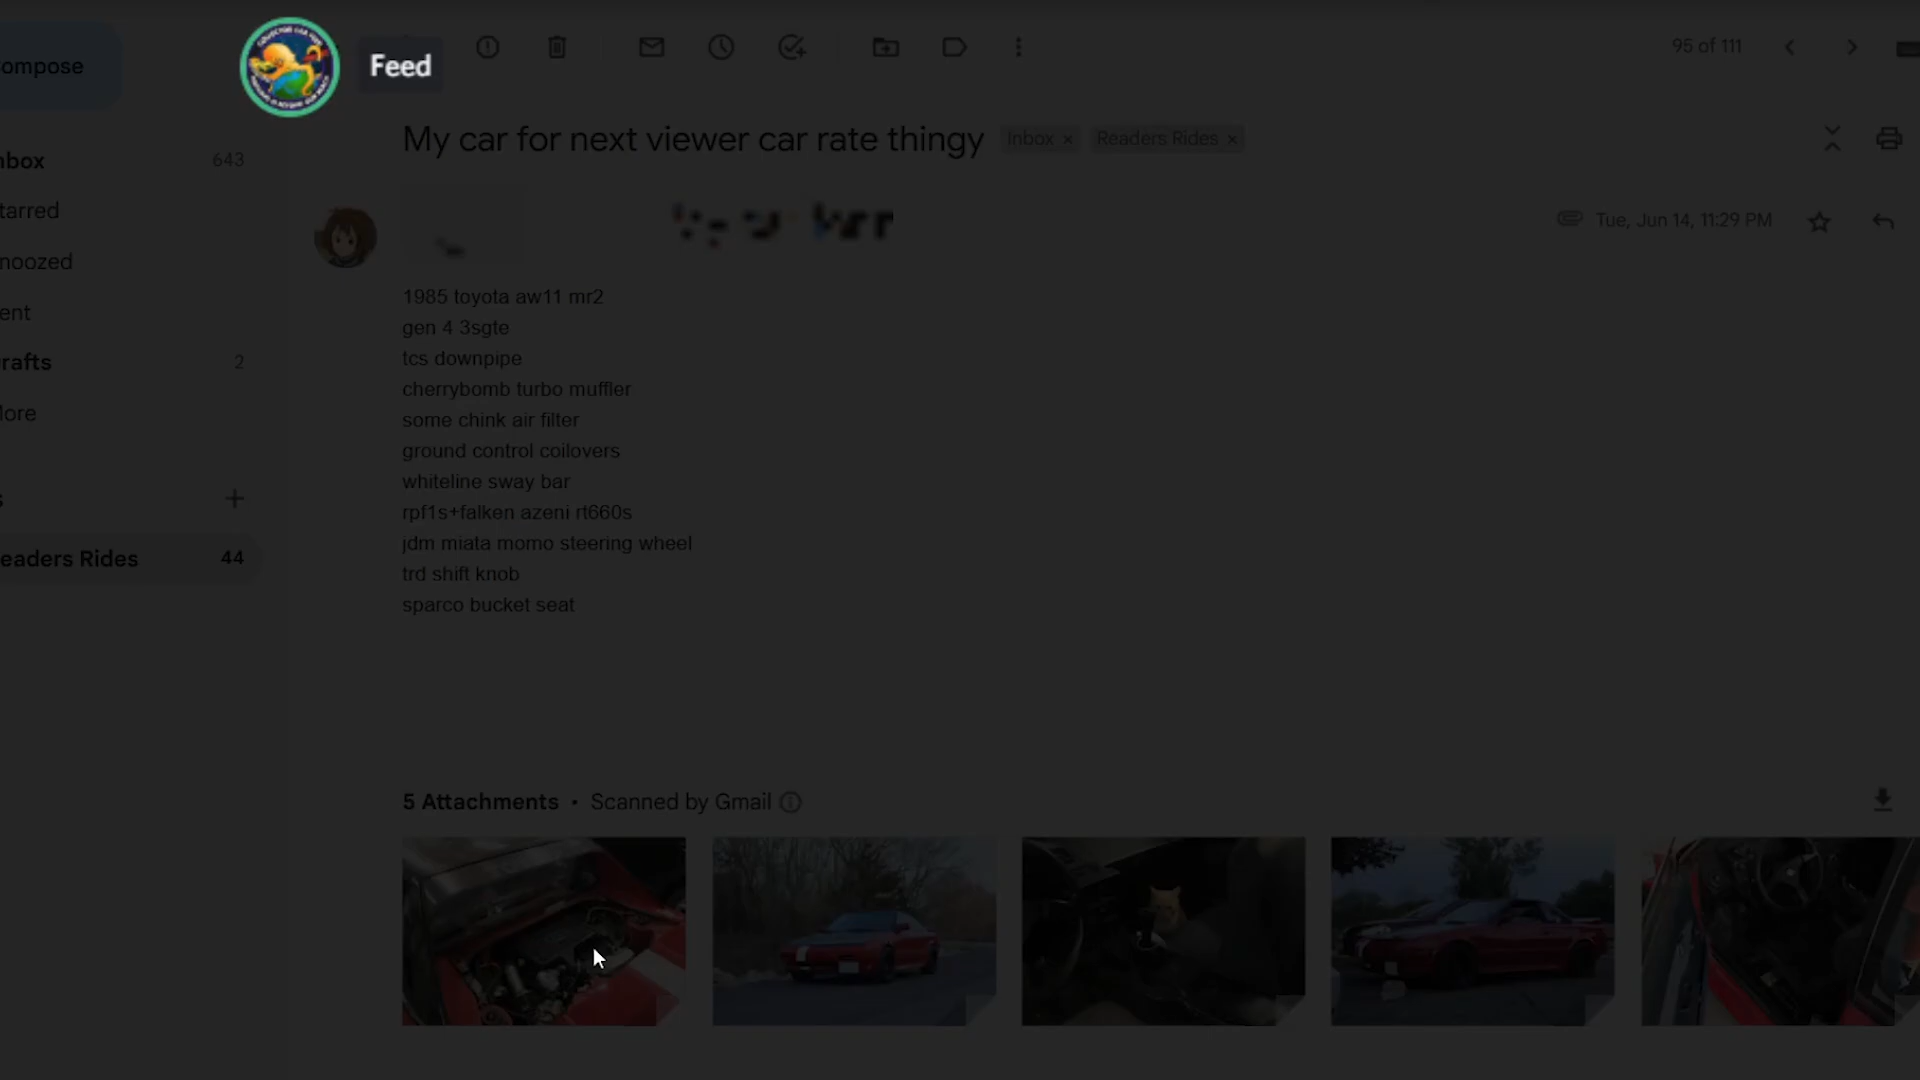 ompose
Feed
95 of 111
My car for next viewer car rate thingy
Inbox ×
Readers Rides ×
nbox 643
tarred
noozed
ent
rafts 2
More
s +
eaders Rides 44
Tue, Jun 14, 11:29 PM
1985 toyota aw11 mr2
gen 4 3sgte
tcs downpipe
cherrybomb turbo muffler
some chink air filter
ground control coilovers
whiteline sway bar
rpf1s+falken azeni rt660s
jdm miata momo steering wheel
trd shift knob
sparco bucket seat
5 Attachments • Scanned by Gmail